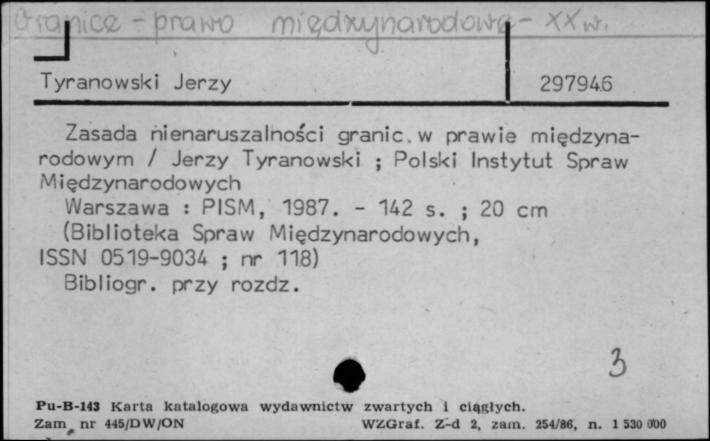 Granice - prawo międzynarodowe - XX w.
Tyranowski Jerzy 297946
Zasada nienaruszalności granic w prawie międzyna-
rodowym / Jerzy Tyranowski ; Polski Instytut Spraw
Międzynarodowych
Warszawa : PISM, 1987. - 142 s. ; 20 cm
(Biblioteka Spraw Międzynarodowych,
ISSN 0519-9034 ; nr 118)
Bibliogr. przy rozdz.
3
Pu-B-143 Karta katalogowa wydawnictw zwartych i ciągłych.
Zam. nr 445/DW/ON WZGraf. Z-d 2, zam. 254/86, n. 1 530 000